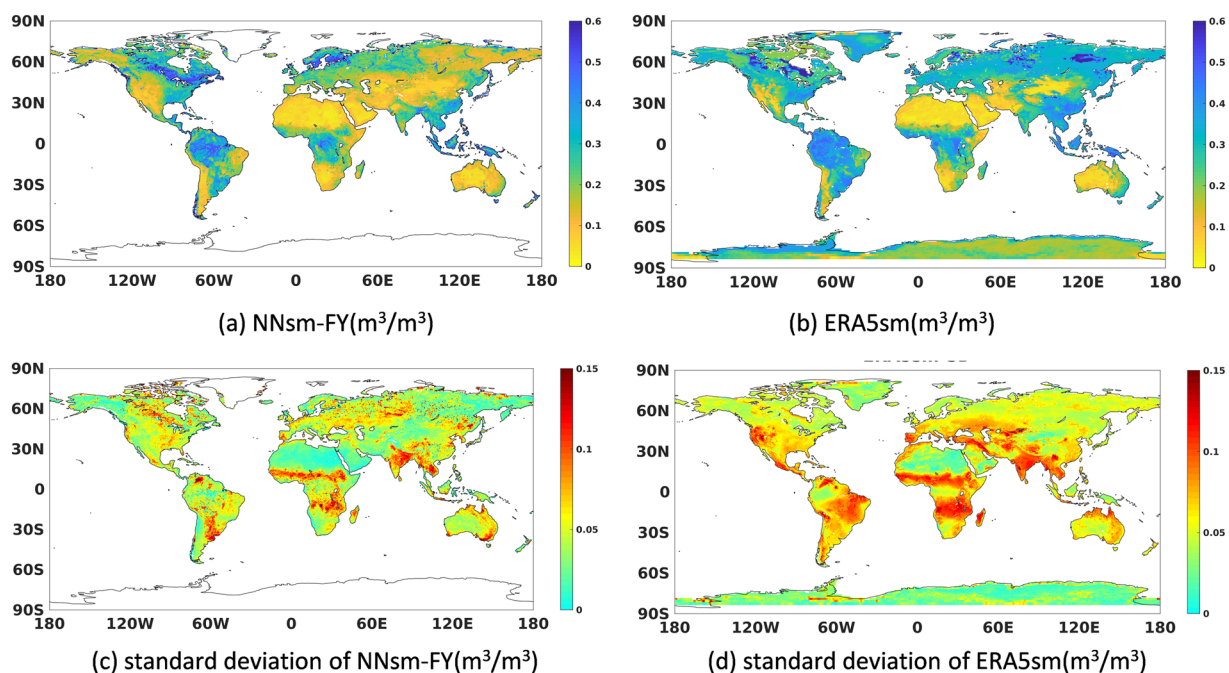 90N
60N
30N
0
30S
60S
90S
180 120W 60W 0 60E 120E 180
0.6
0.5
0.4
0.3
0.2
0.1
0
(a) NNsm-FY(m³/m³)
90N
60N
30N
0
30S
60S
90S
180 120W 60W 0 60E 120E 180
0.6
0.5
0.4
0.3
0.2
0.1
0
(b) ERA5sm(m³/m³)
90N
60N
30N
0
30S
60S
90S
180 120W 60W 0 60E 120E 180
0.15
0.1
0.05
0
(c) standard deviation of NNsm-FY(m³/m³)
90N
60N
30N
0
30S
60S
90S
180 120W 60W 0 60E 120E 180
0.15
0.1
0.05
0
(d) standard deviation of ERA5sm(m³/m³)